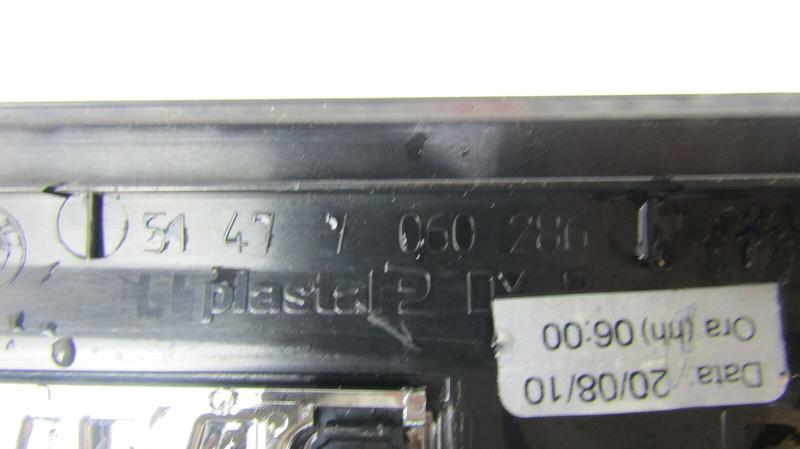 51 47 7 060 286
plastal
Data: 20/08/10
Ora (hh) 06:00